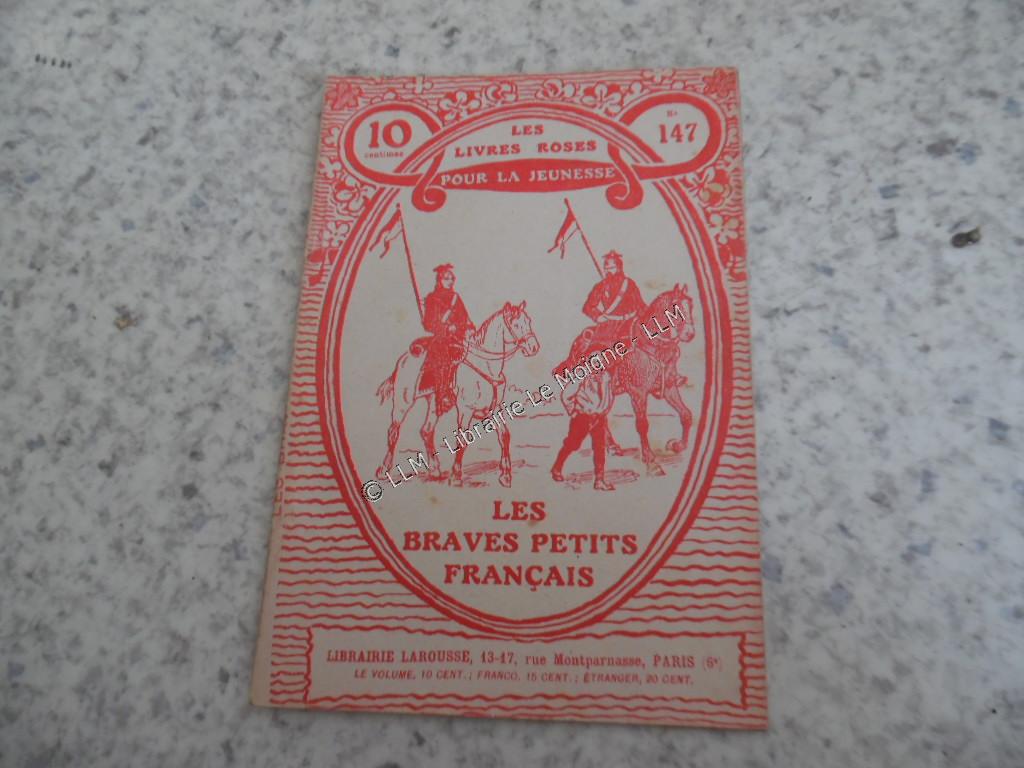 10
centimes
LES
LIVRES ROSES
POUR LA JEUNESSE
No
147
© LLM - Librairie Le Moigne - LLM
LES
BRAVES PETITS
FRANÇAIS
LIBRAIRIE LAROUSSE, 13-17, rue Montparnasse, PARIS (6e)
LE VOLUME, 10 CENT.; FRANCO, 15 CENT.; ÉTRANGER, 20 CENT.